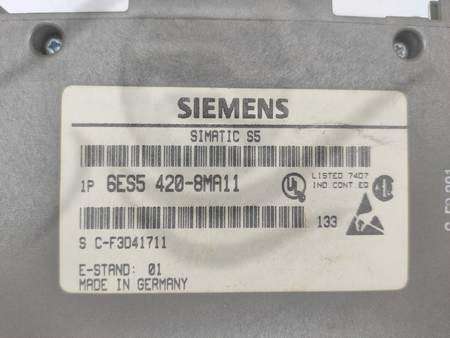 SIEMENS
SIMATIC S5
1P 6ES5 420-8MA11
LISTED 7407
IND.CONT.EQ
133
S C-F3D41711
E-STAND: 01
MADE IN GERMANY